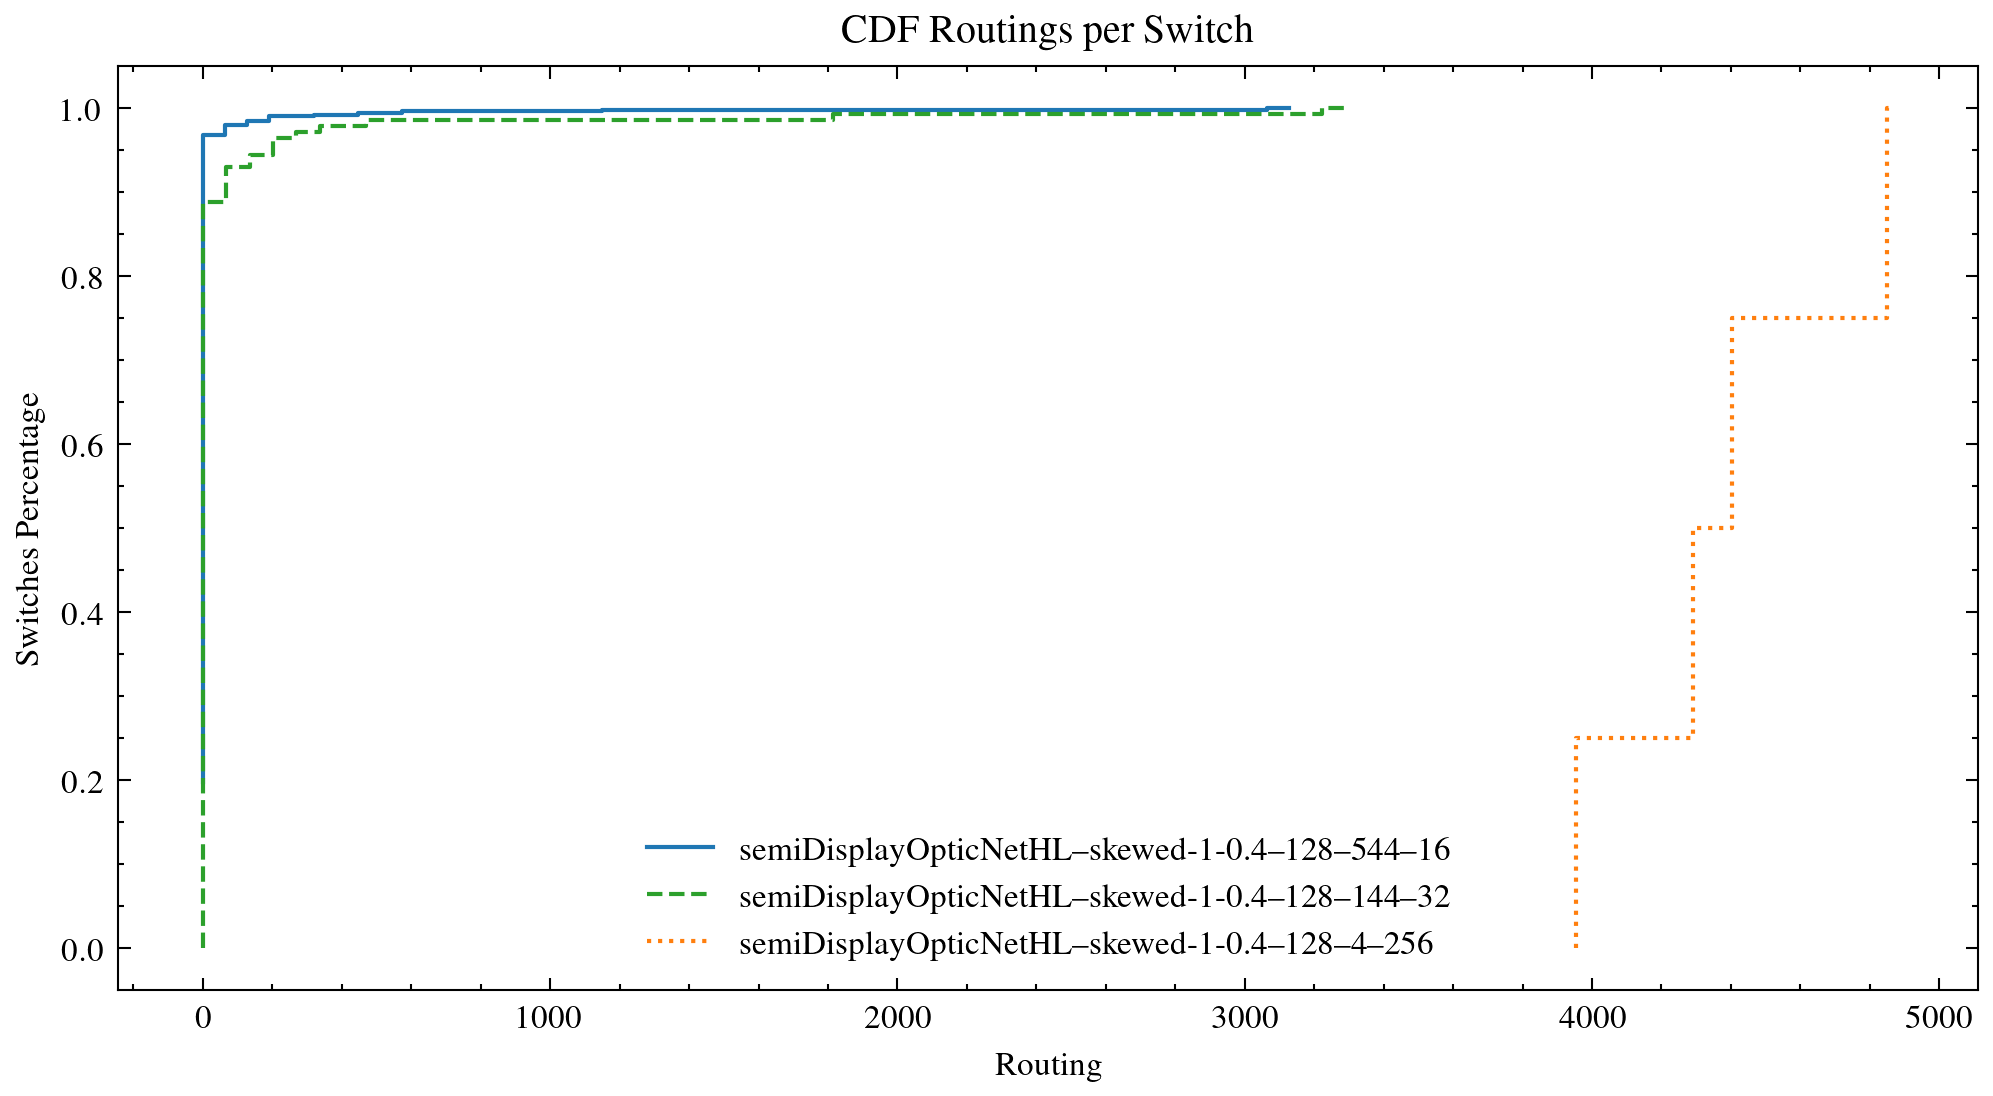 CDF Routings per Switch
1.0
0.8
0.6
0.4
0.2
0.0
Switches Percentage
semiDisplayOpticNetHL–skewed-1-0.4–128–544–16
semiDisplayOpticNetHL–skewed-1-0.4–128–144–32
semiDisplayOpticNetHL–skewed-1-0.4–128–4–256
0 1000 2000 3000 4000 5000
Routing